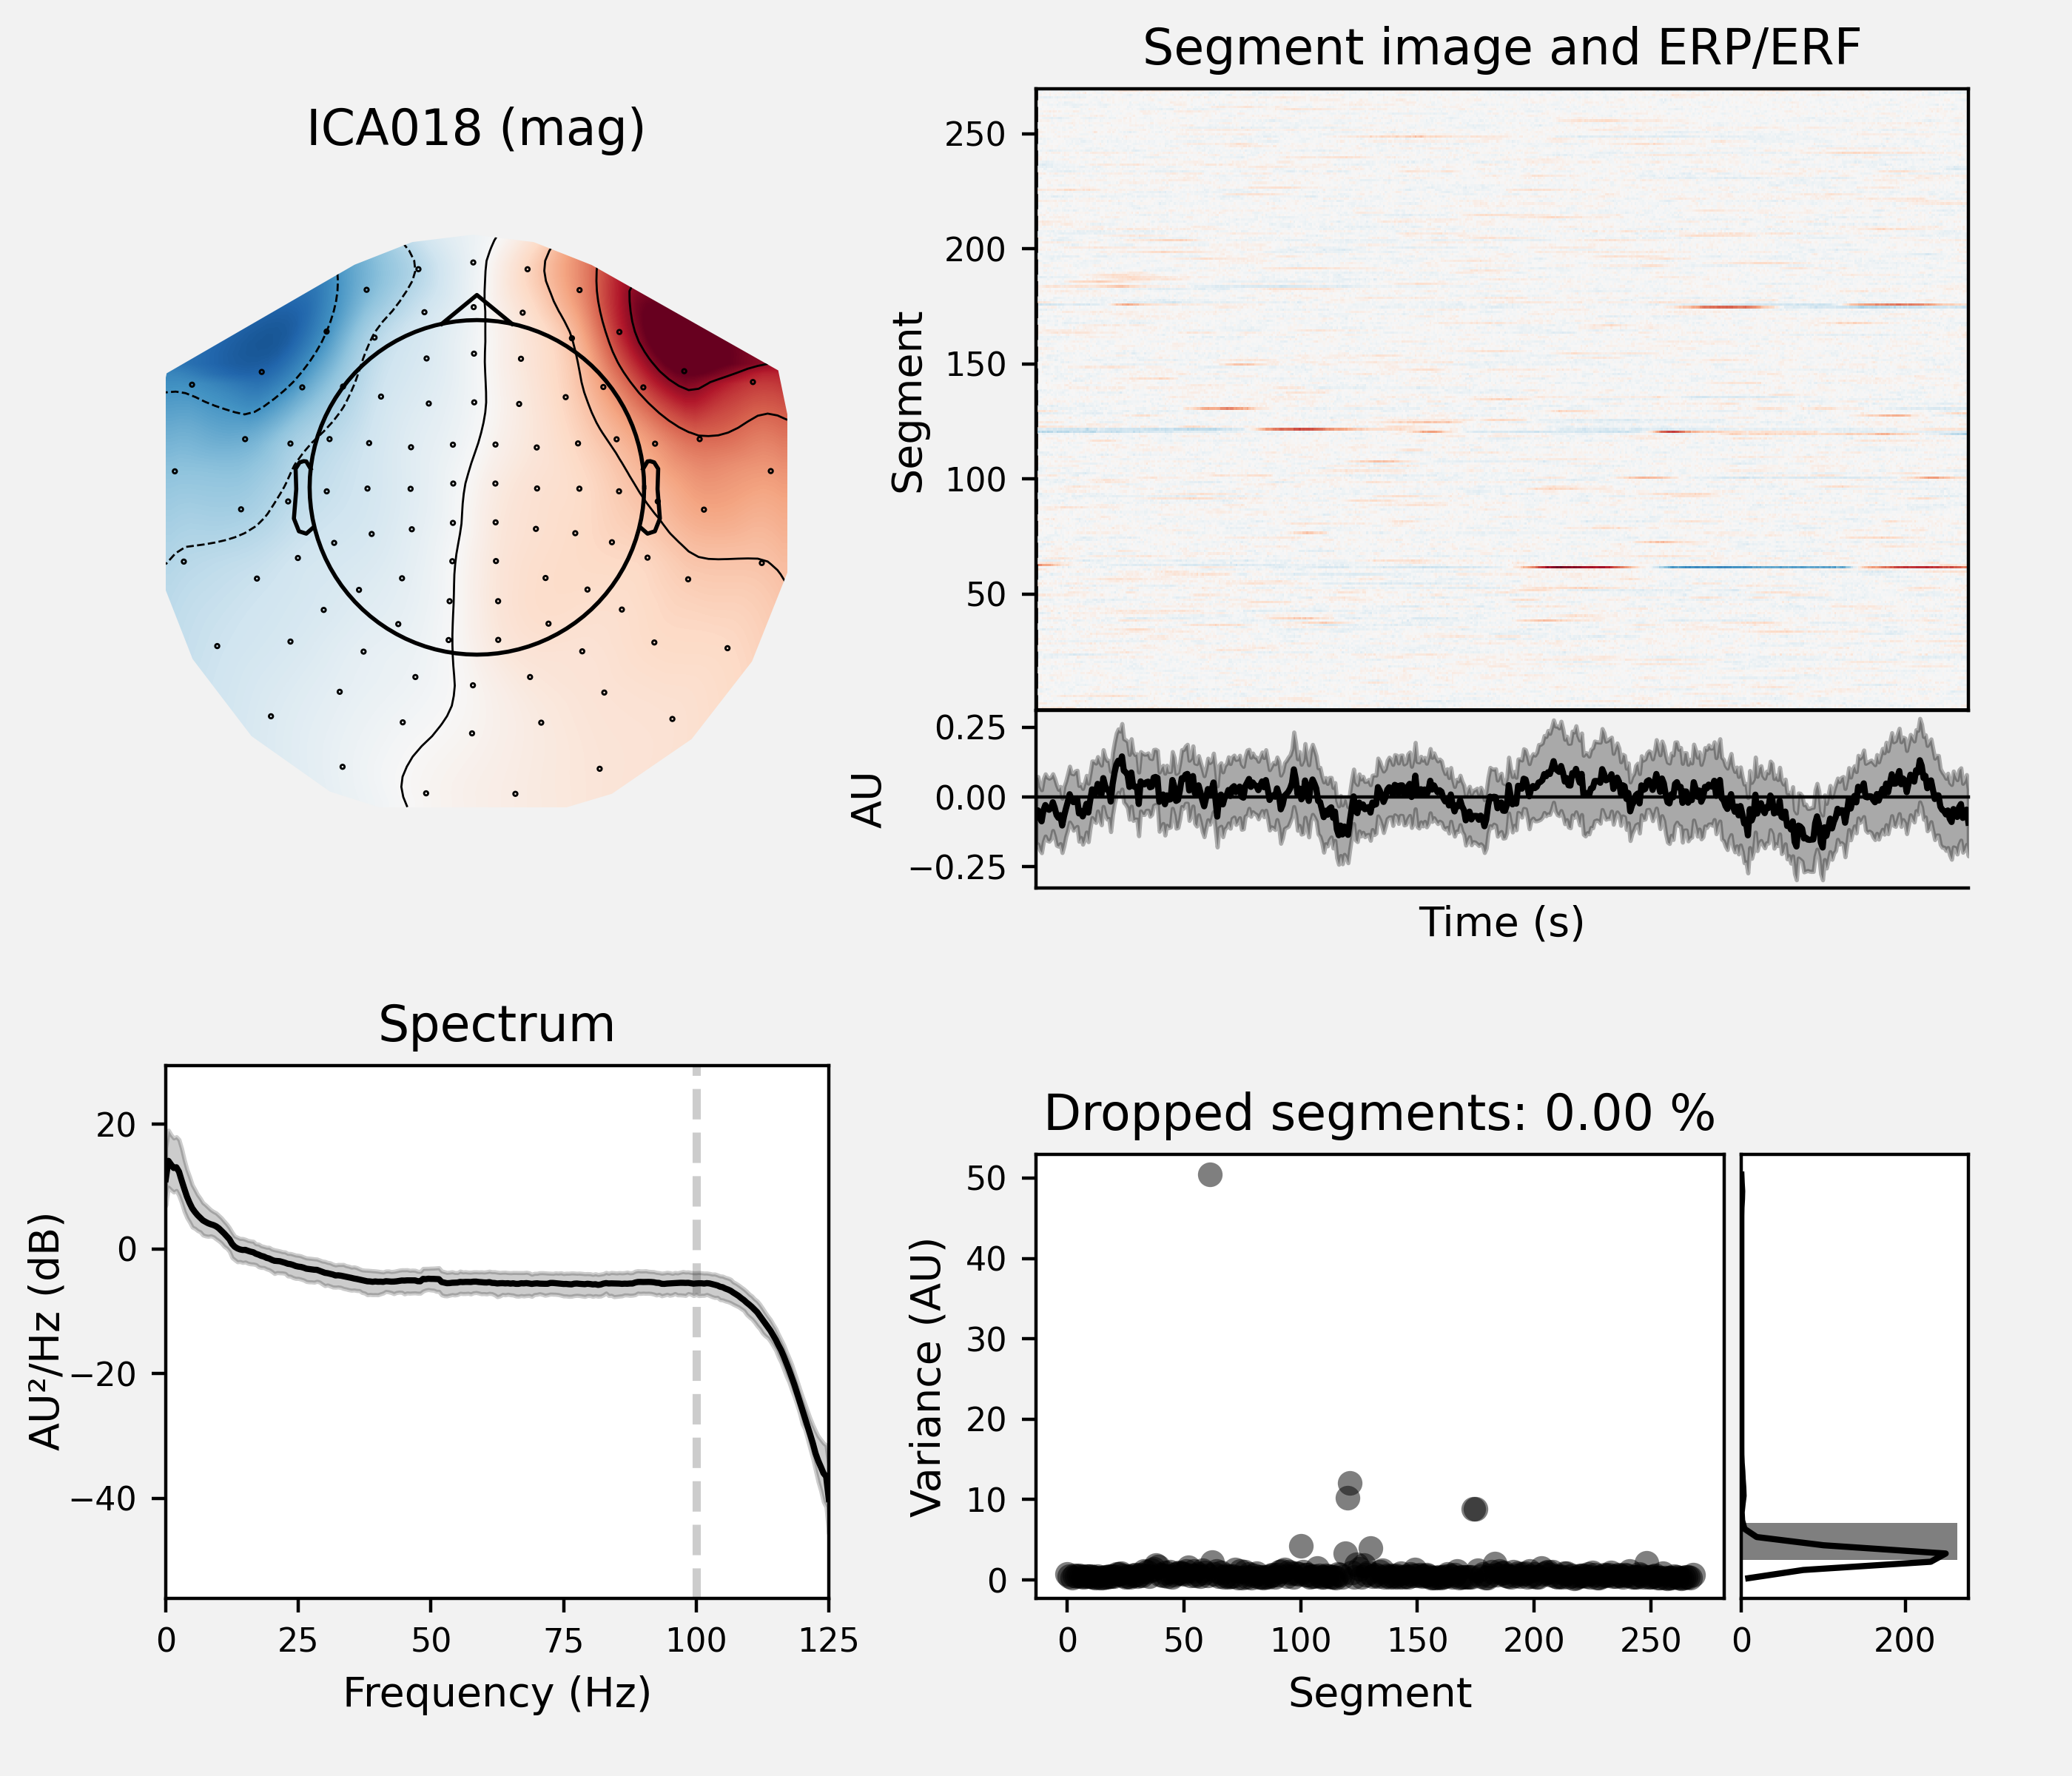 ICA018 (mag)
Segment image and ERP/ERF
Segment
250
200
150
100
50
AU
0.25
0.00
−0.25
Time (s)
Spectrum
AU²/Hz (dB)
20
0
−20
−40
0 25 50 75 100 125
Frequency (Hz)
Dropped segments: 0.00 %
Variance (AU)
50
40
30
20
10
0
0 50 100 150 200 250
Segment
0 200